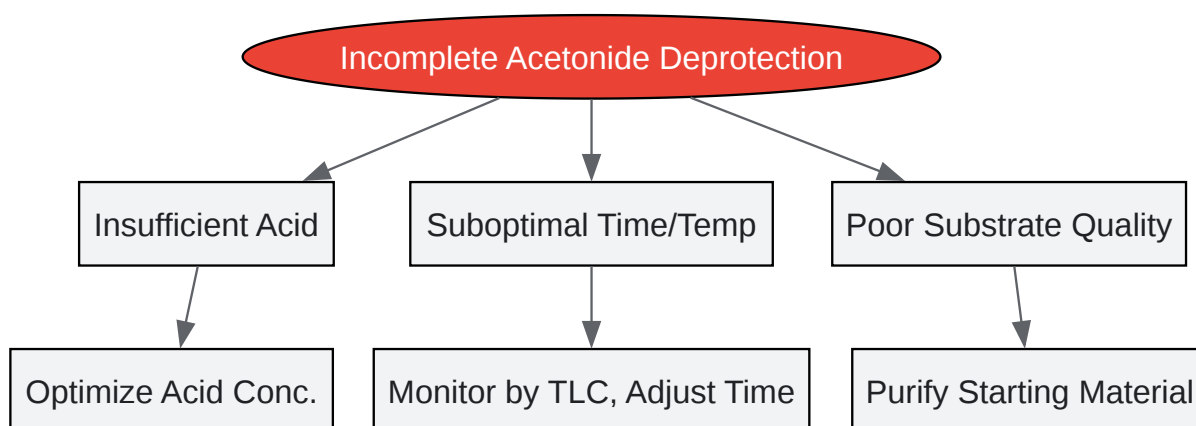 Incomplete Acetonide Deprotection
Insufficient Acid
Suboptimal Time/Temp
Poor Substrate Quality
Optimize Acid Conc.
Monitor by TLC, Adjust Time
Purify Starting Material